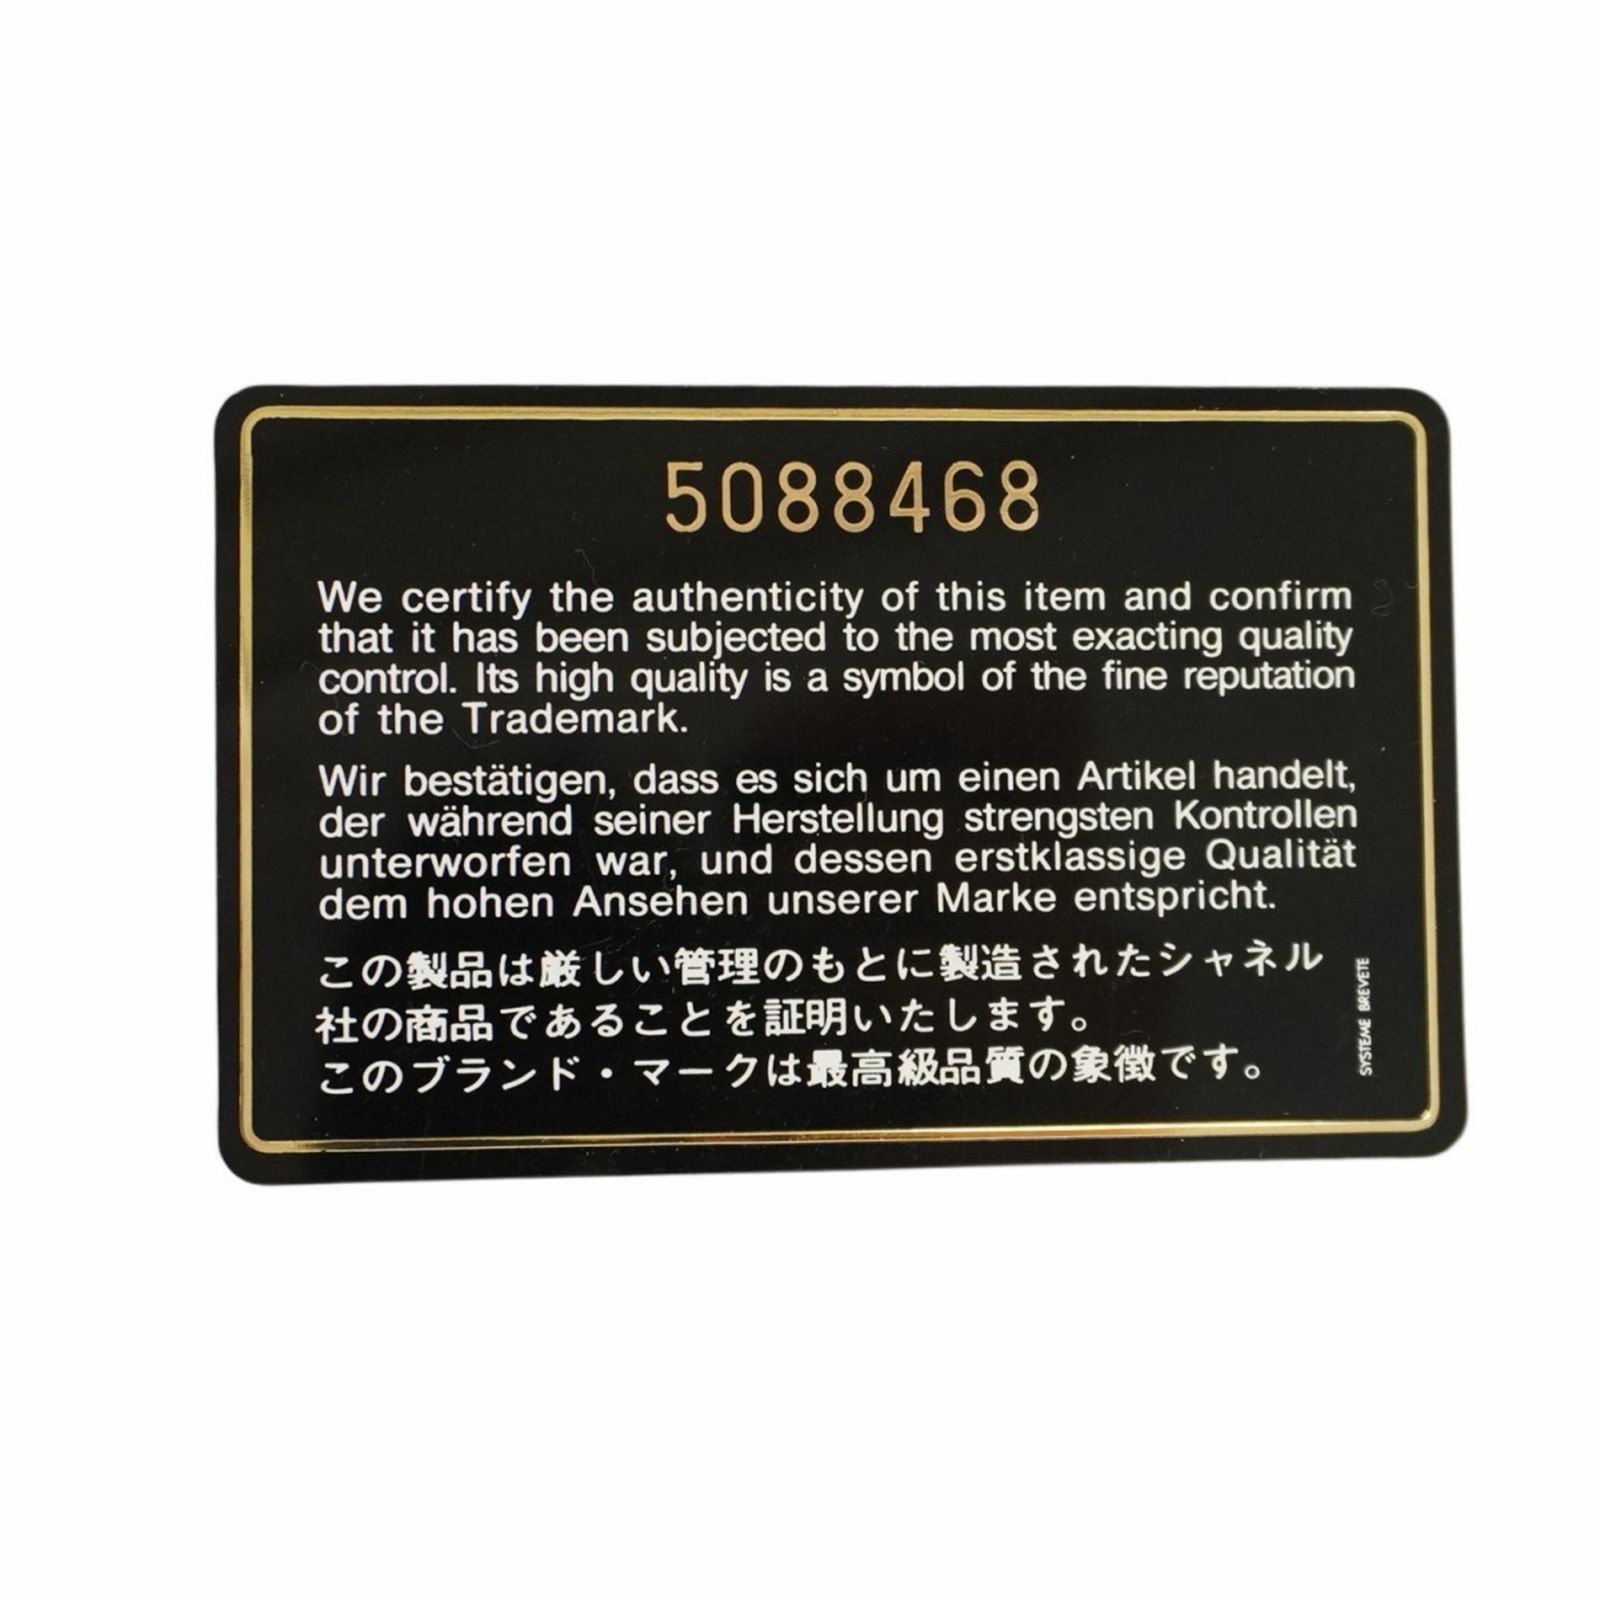 5088468
We certify the authenticity of this item and confirm
that it has been subjected to the most exacting quality
control. Its high quality is a symbol of the fine reputation
of the Trademark.
Wir bestätigen, dass es sich um einen Artikel handelt,
der während seiner Herstellung strengsten Kontrollen
unterworfen war, und dessen erstklassige Qualität
dem hohen Ansehen unserer Marke entspricht.
この製品は厳しい管理のもとに製造されたシャネル
社の商品であることを証明いたします。
このブランド・マークは最高級品質の象徴です。
SYSTEME BREVETE